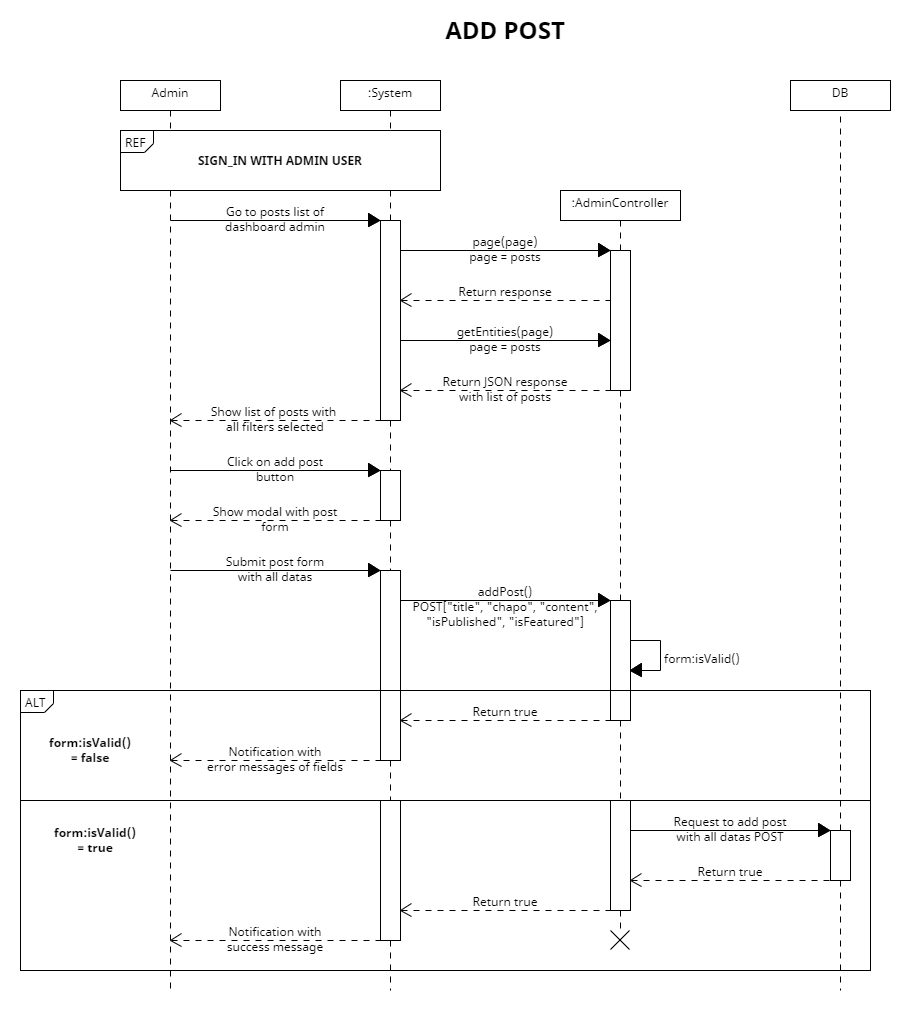 ADD POST
Admin
:System
DB
REF
SIGN_IN WITH ADMIN USER
:AdminController
Go to posts list of
dashboard admin
page(page)
page = posts
Return response
getEntities(page)
page = posts
Return JSON response
with list of posts
Show list of posts with
all filters selected
Click on add post
button
Show modal with post
form
Submit post form
with all datas
addPost()
POST["title", "chapo", "content",
"isPublished", "isFeatured"]
form:isValid()
ALT
Return true
form:isValid()
= false
Notification with
error messages of fields
form:isValid()
= true
Request to add post
with all datas POST
Return true
Return true
Notification with
success message